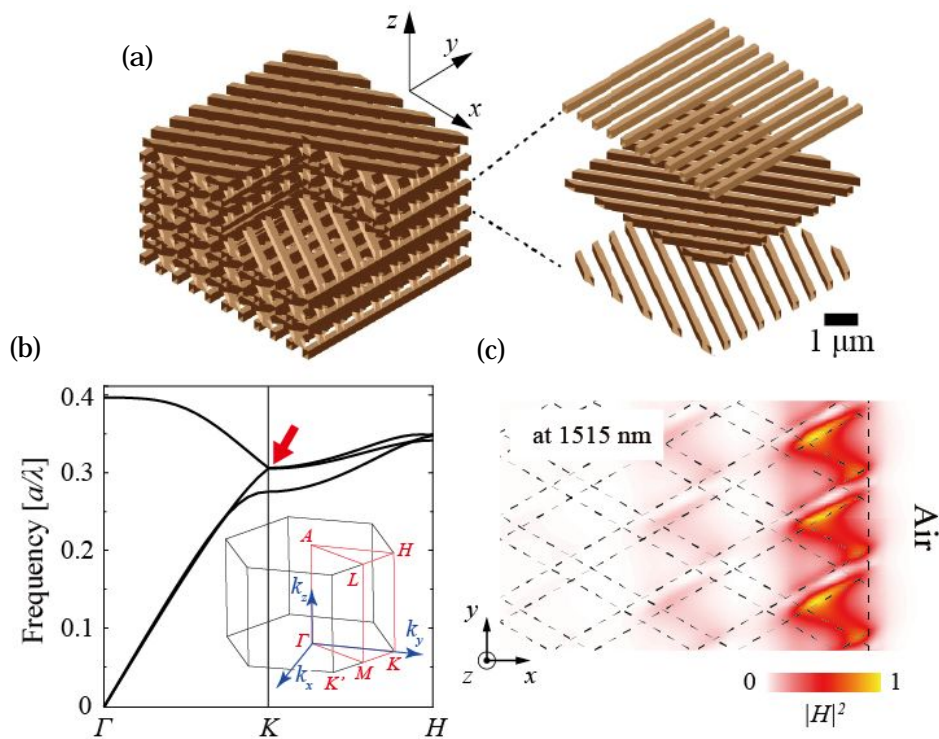 (a)
z
y
x
1 μm
(b)
Frequency [a/λ]
0.4
0.3
0.2
0.1
0
Γ
K
H
A
H
L
k_z
Γ
k_y
K
M
k_x
K'
(c)
at 1515 nm
Air
y
z
x
0
1
|H|²